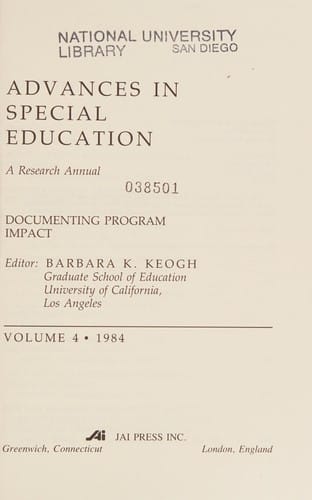 NATIONAL UNIVERSITY
LIBRARY SAN DIEGO
ADVANCES IN
SPECIAL
EDUCATION
A Research Annual
038501
DOCUMENTING PROGRAM
IMPACT
Editor: BARBARA K. KEOGH
Graduate School of Education
University of California,
Los Angeles
VOLUME 4 • 1984
JAI JAI PRESS INC.
Greenwich, Connecticut London, England